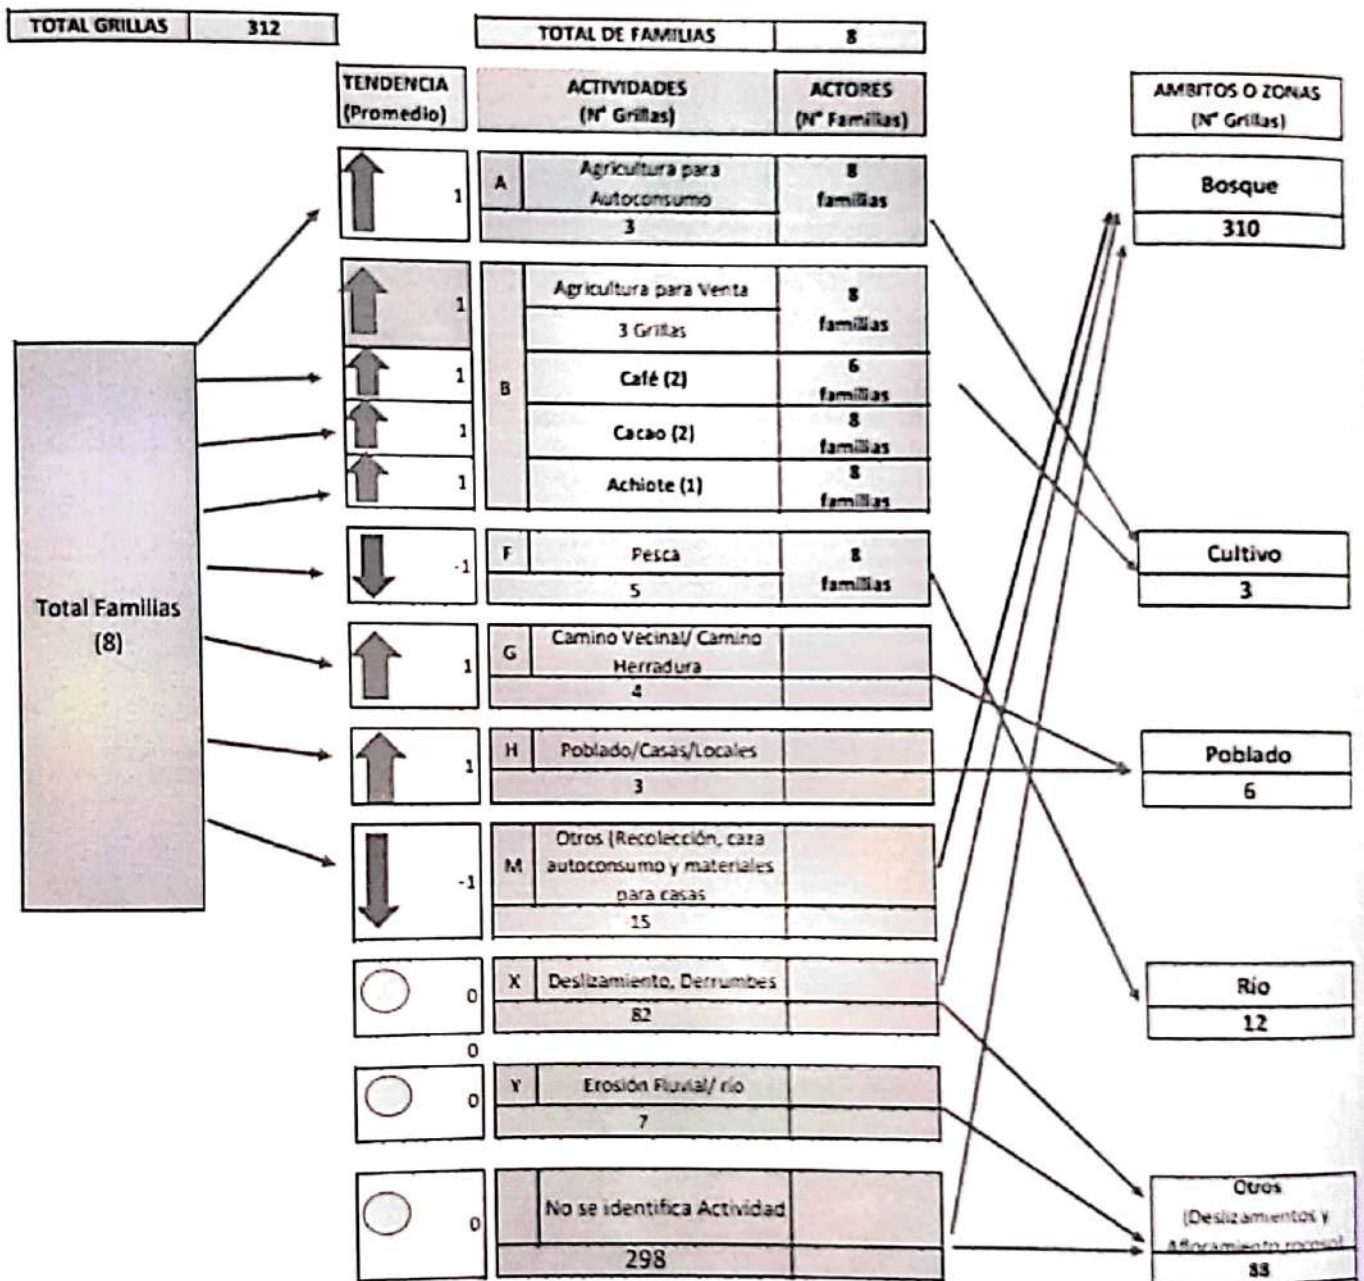 TOTAL GRILLAS 312
TOTAL DE FAMILIAS 8
TENDENCIA
(Promedio)
ACTIVIDADES
(N° Grillas)
ACTORES
(N° Familias)
AMBITOS O ZONAS
(N° Grillas)
1
A
Agricultura para
Autoconsumo
3
8
familias
Bosque
310
1
B
Agricultura para Venta
3 Grillas
8
familias
1
Café (2)
6
familias
1
Cacao (2)
8
familias
1
Achiote (1)
8
familias
Total Familias
(8)
-1
F
Pesca
5
8
familias
Cultivo
3
1
G
Camino Vecinal/ Camino
Herradura
4
1
H
Poblado/Casas/Locales
3
Poblado
6
-1
M
Otros (Recolección, caza
autoconsumo y materiales
para casas
15
0
X
Deslizamiento, Derrumbes
82
Rio
12
0
0
Y
Erosión Fluvial/ rio
7
0
No se identifica Actividad
298
Otros
(Deslizamientos y
Afloramiento rocoso)
88